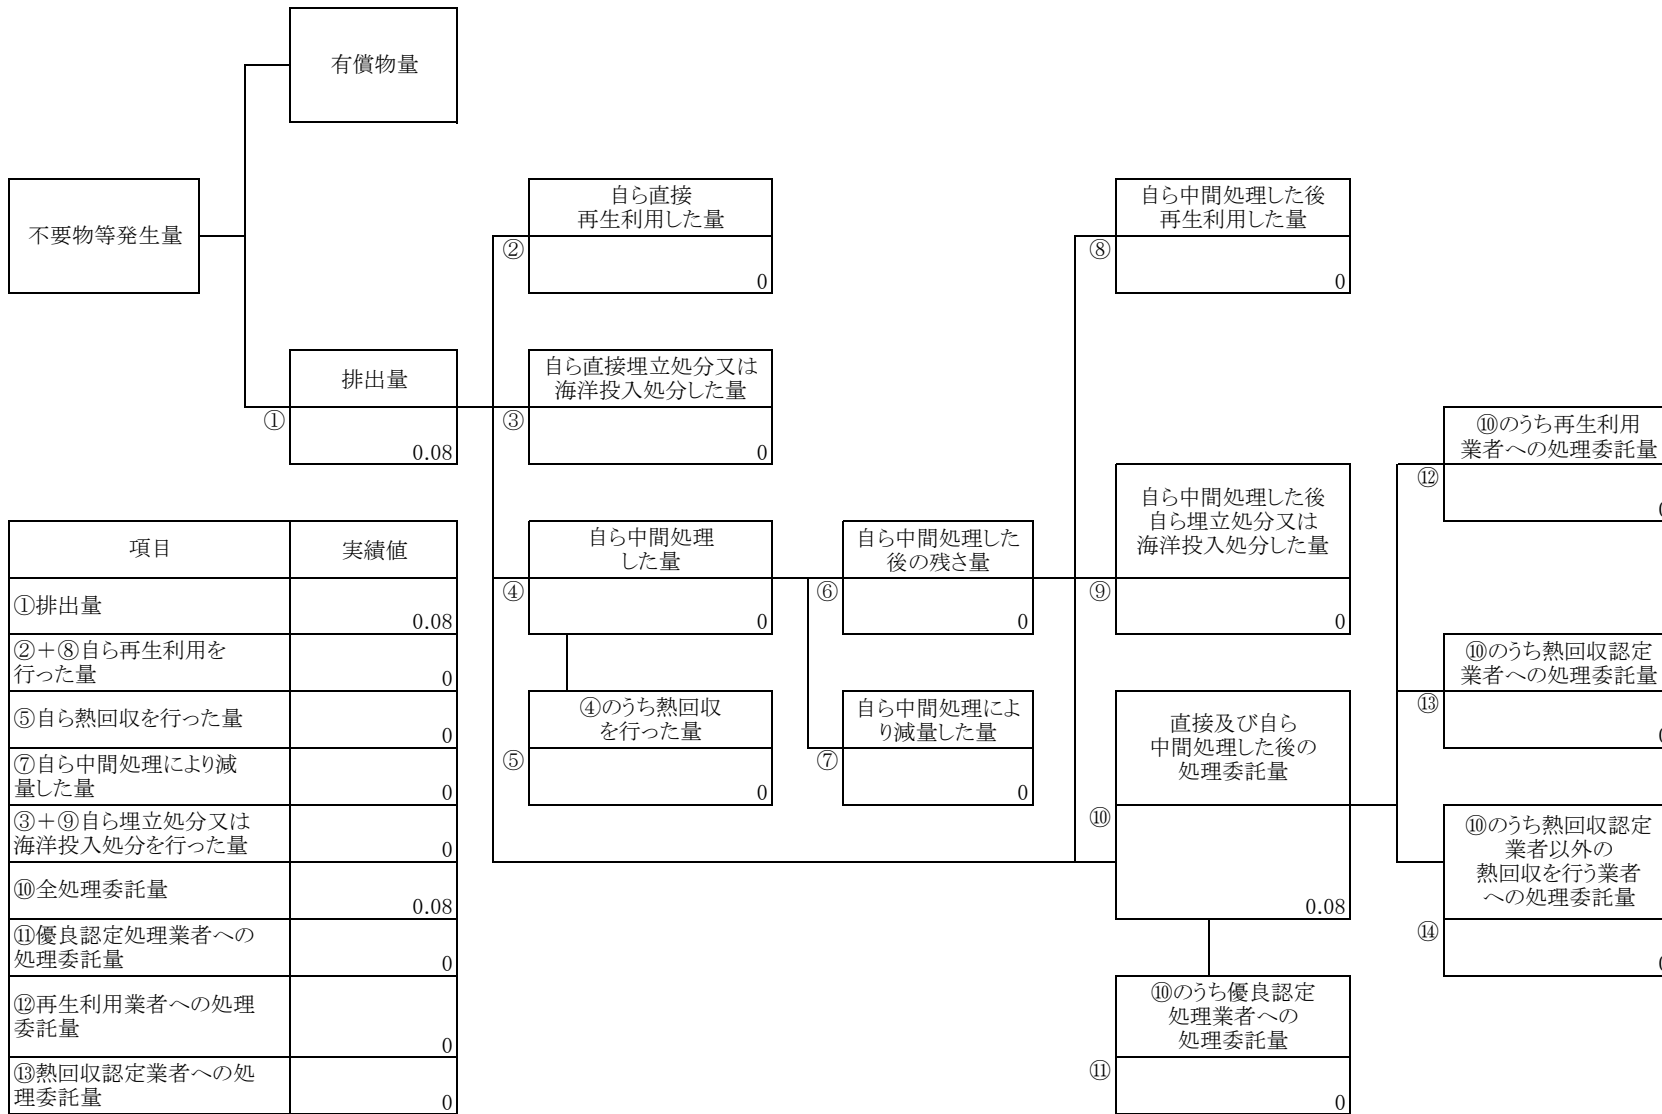 有償物量
不要物等発生量
自ら直接
再生利用した量
②
0
自ら中間処理した後
再生利用した量
⑧
0
排出量
①
0.08
自ら直接埋立処分又は
海洋投入処分した量
③
0
⑩のうち再生利用
業者への処理委託量
⑫
自ら中間処理
した量
④
0
自ら中間処理した
後の残さ量
⑥
0
自ら中間処理した後
自ら埋立処分又は
海洋投入処分した量
⑨
0
⑩のうち熱回収認定
業者への処理委託量
⑬
④のうち熱回収
を行った量
⑤
0
自ら中間処理によ
り減量した量
⑦
0
直接及び自ら
中間処理した後の
処理委託量
⑩
0.08
⑩のうち熱回収認定
業者以外の
熱回収を行う業者
への処理委託量
⑭
⑩のうち優良認定
処理業者への
処理委託量
⑪
0
項目 実績値
①排出量 0.08
②+⑧自ら再生利用を
行った量 0
⑤自ら熱回収を行った量 0
⑦自ら中間処理により減
量した量 0
③+⑨自ら埋立処分又は
海洋投入処分を行った量 0
⑩全処理委託量 0.08
⑪優良認定処理業者への
処理委託量 0
⑫再生利用業者への処理
委託量 0
⑬熱回収認定業者への処
理委託量 0